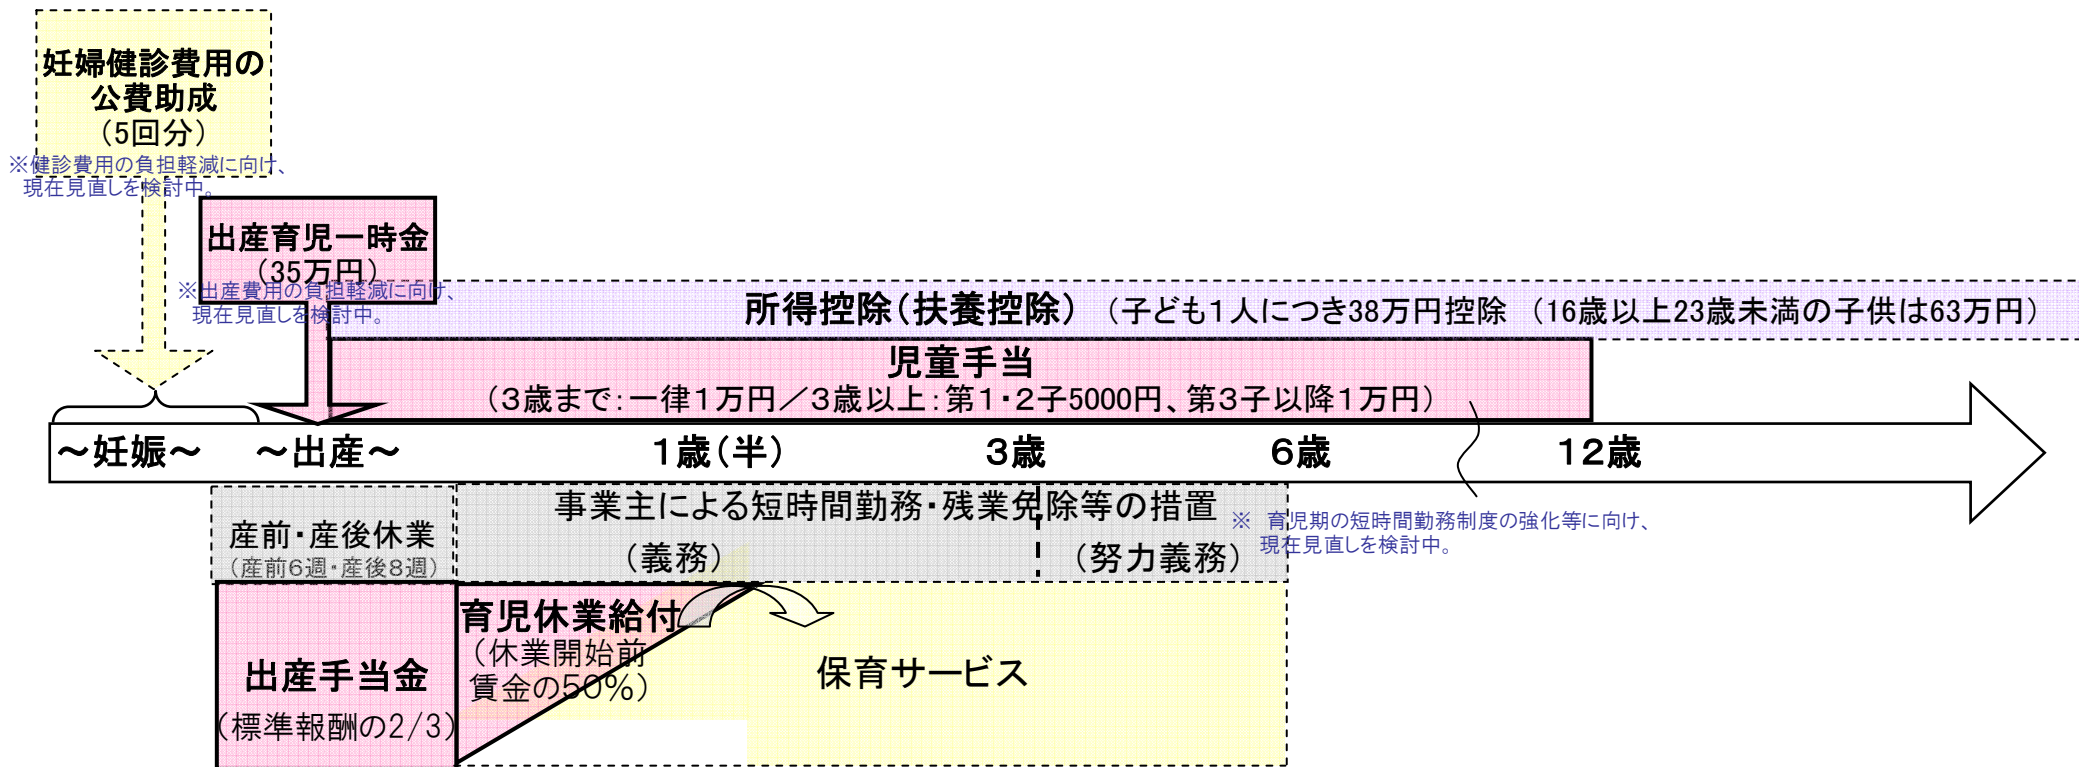 妊婦健診費用の
公費助成
（5回分）
※健診費用の負担軽減に向け、
現在見直しを検討中。
出産育児一時金
（35万円）
※出産費用の負担軽減に向け、
現在見直しを検討中。
所得控除（扶養控除）（子ども１人につき38万円控除　（16歳以上23歳未満の子供は63万円）
児童手当
（３歳まで：一律１万円／３歳以上：第１・２子5000円、第３子以降１万円）
～妊娠～　～出産～　１歳（半）　３歳　６歳　１２歳
産前・産後休業
（産前６週・産後８週）
事業主による短時間勤務・残業免除等の措置
（義務）　（努力義務）
※　育児期の短時間勤務制度の強化等に向け、
現在見直しを検討中。
出産手当金
（標準報酬の2/3）
育児休業給付
（休業開始前
賃金の50％）
保育サービス